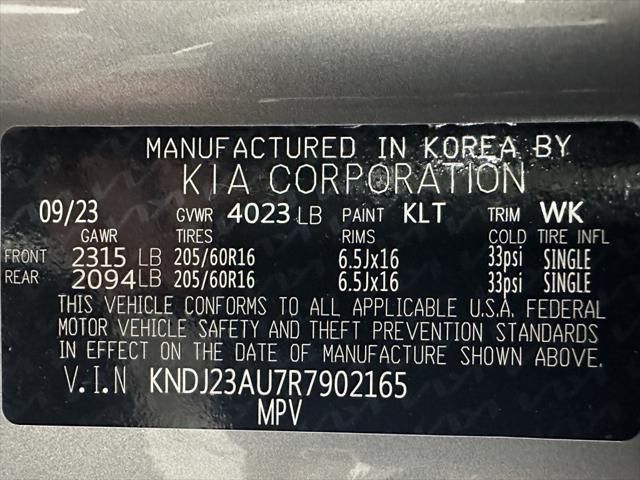 MANUFACTURED IN KOREA BY
KIA CORPORATION
09/23 GVWR 4023 LB PAINT KLT TRIM WK
GAWR TIRES RIMS COLD TIRE INFL
FRONT 2315 LB 205/60R16 6.5Jx16 33psi SINGLE
REAR 2094 LB 205/60R16 6.5Jx16 33psi SINGLE
THIS VEHICLE CONFORMS TO ALL APPLICABLE U.S.A. FEDERAL
MOTOR VEHICLE SAFETY AND THEFT PREVENTION STANDARDS
IN EFFECT ON THE DATE OF MANUFACTURE SHOWN ABOVE.
V.I.N KNDJ23AU7R7902165
MPV